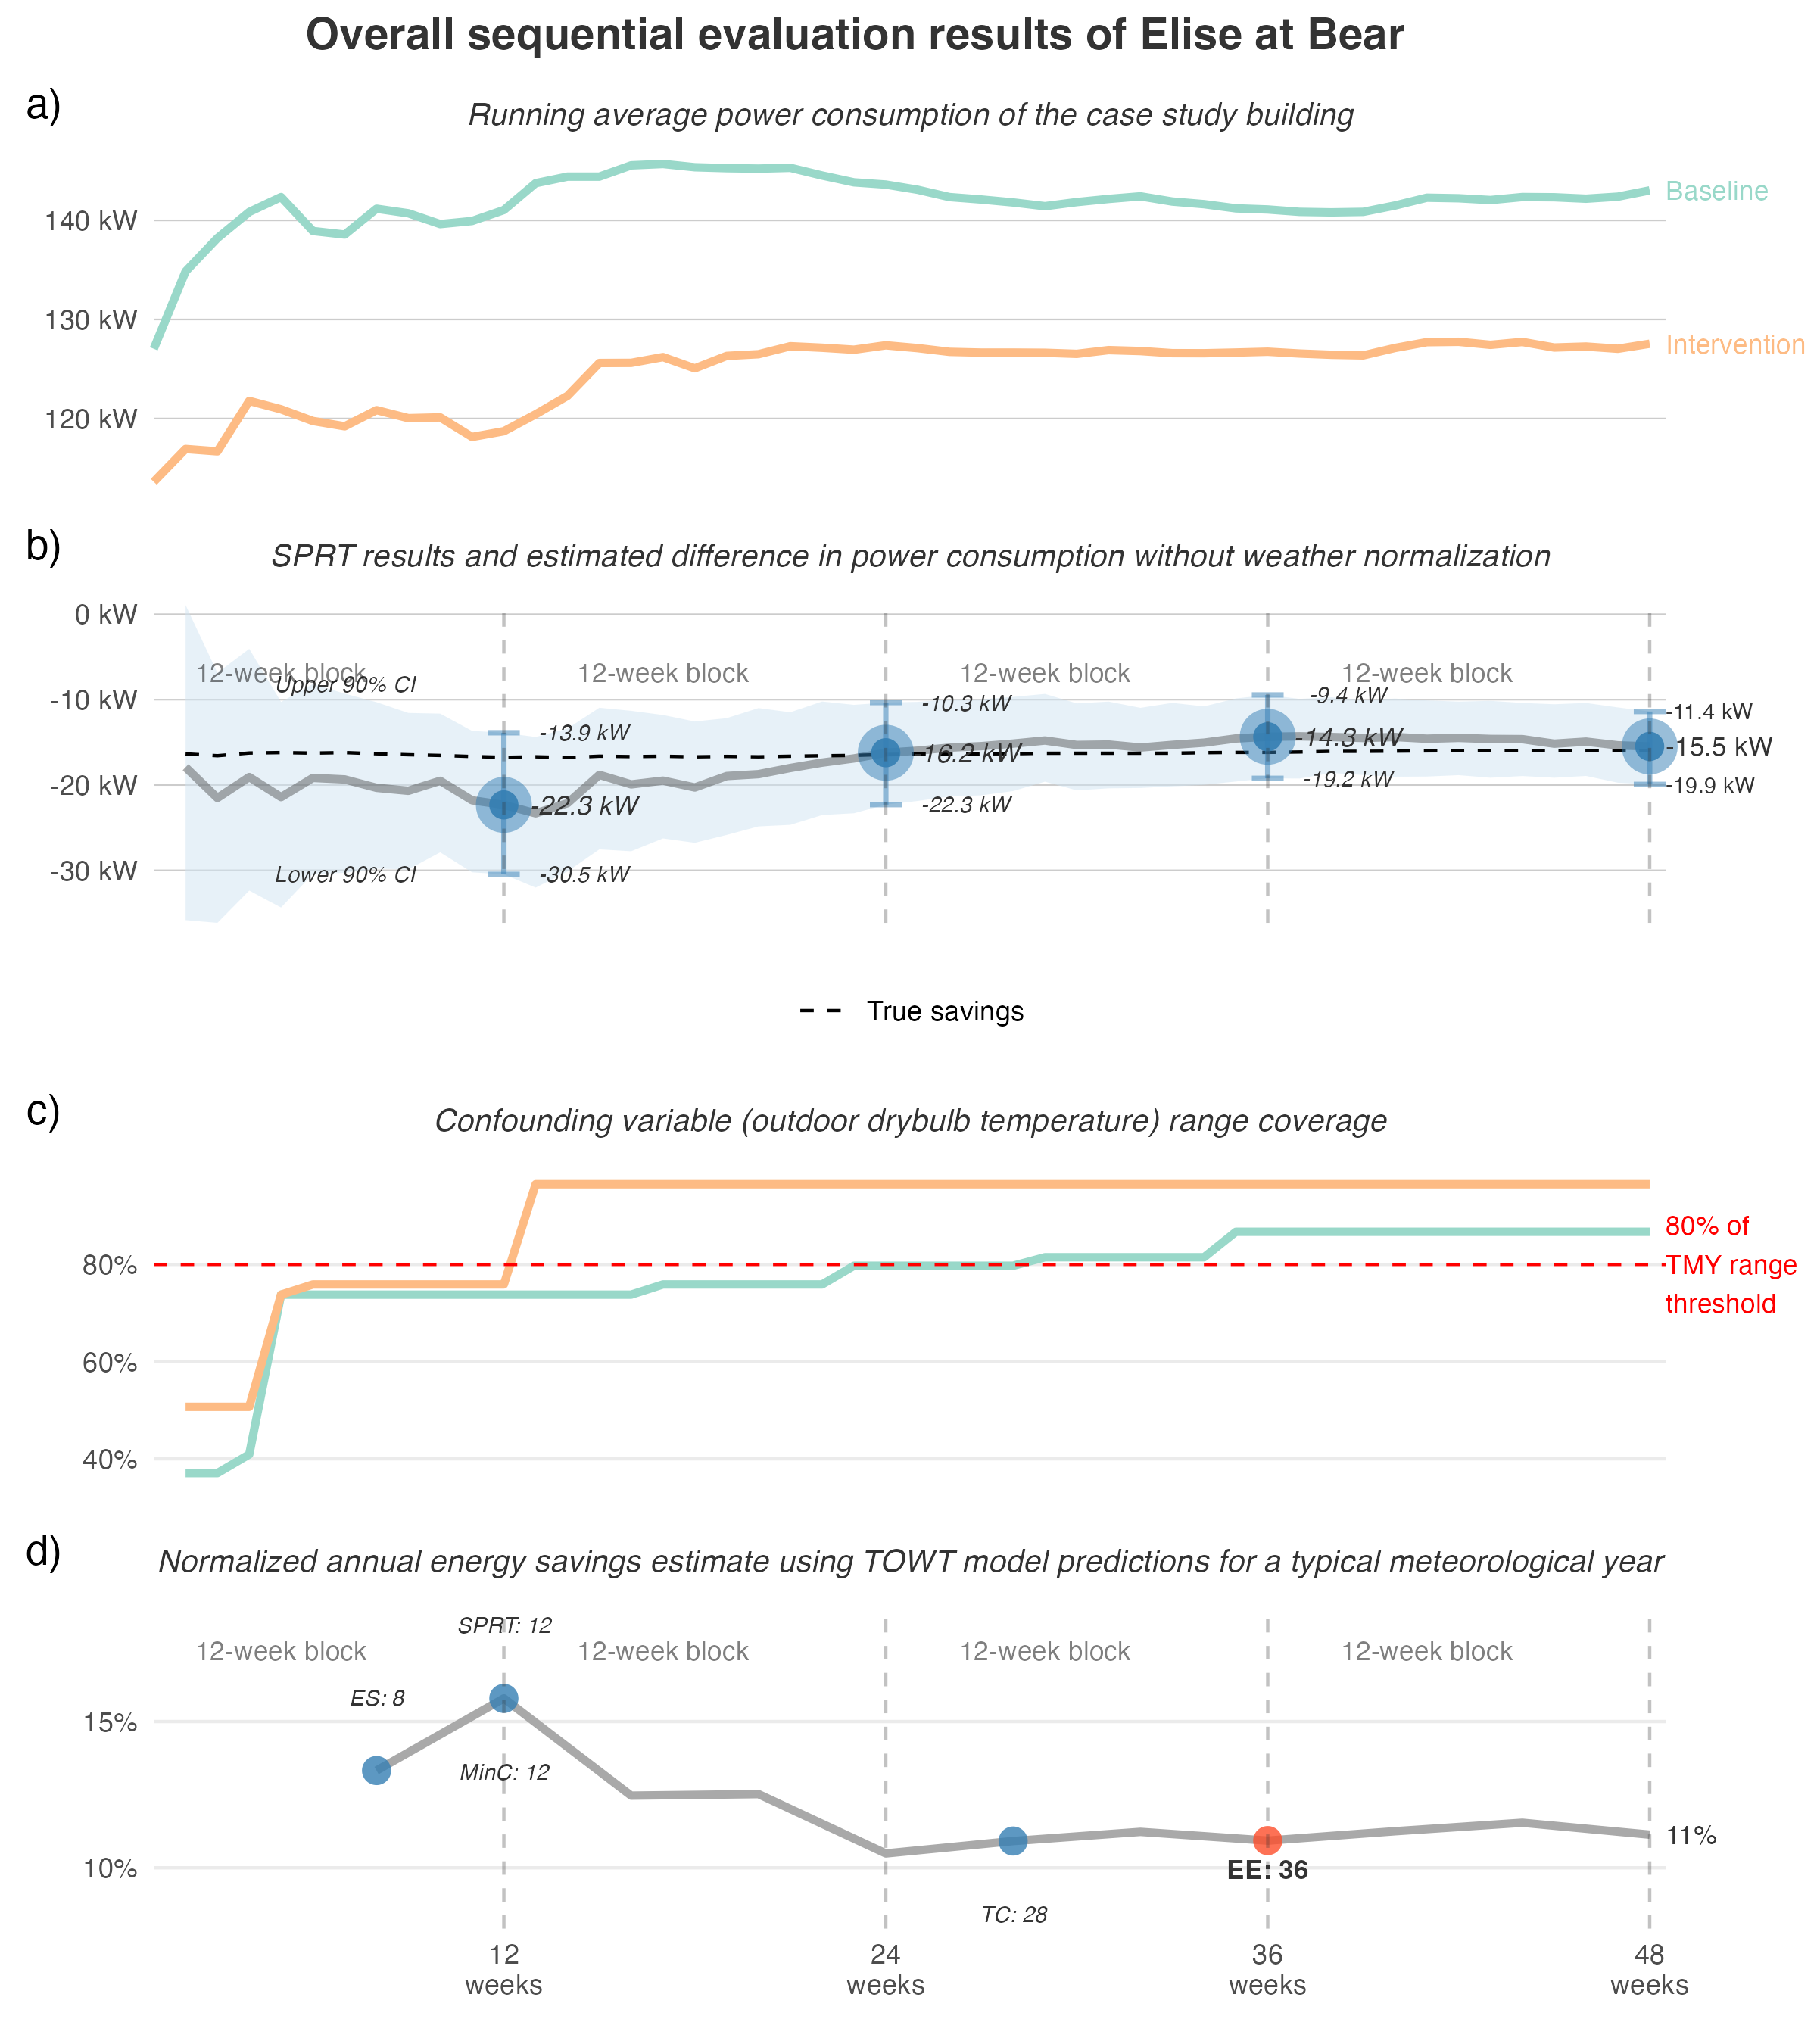 Overall sequential evaluation results of Elise at Bear
a)
Running average power consumption of the case study building
140 kW
130 kW
120 kW
Baseline
Intervention
b)
SPRT results and estimated difference in power consumption without weather normalization
0 kW
-10 kW
-20 kW
-30 kW
12-week block
12-week block
12-week block
12-week block
Upper 90% CI
Lower 90% CI
-13.9 kW
-22.3 kW
-30.5 kW
-10.3 kW
-16.2 kW
-22.3 kW
-9.4 kW
-14.3 kW
-19.2 kW
-11.4 kW
-15.5 kW
-19.9 kW
True savings
c)
Confounding variable (outdoor drybulb temperature) range coverage
80%
60%
40%
80% of
TMY range
threshold
d)
Normalized annual energy savings estimate using TOWT model predictions for a typical meteorological year
SPRT: 12
12-week block
12-week block
12-week block
12-week block
ES: 8
15%
MinC: 12
11%
10%
EE: 36
TC: 28
12
weeks
24
weeks
36
weeks
48
weeks